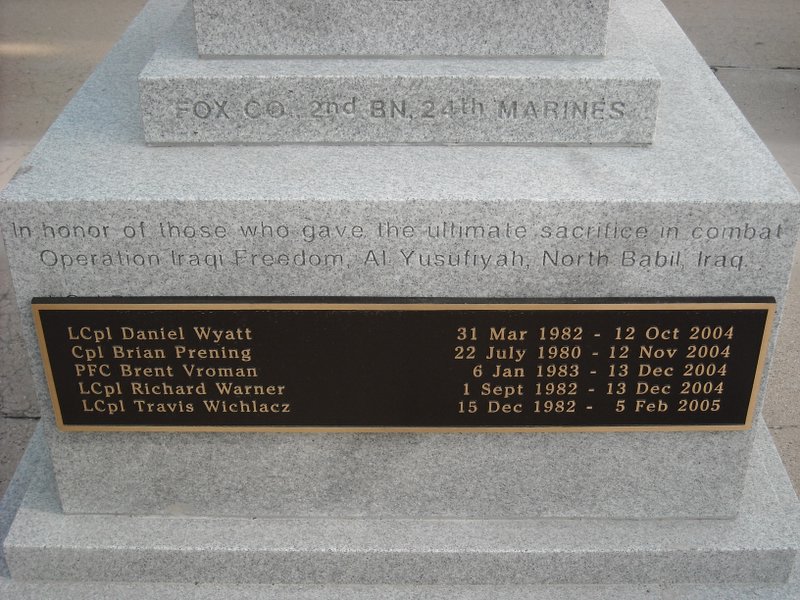 FOX CO., 2nd BN, 24th MARINES
In honor of those who gave the ultimate sacrifice in combat
Operation Iraqi Freedom, Al Yusufiyah, North Babil, Iraq.
LCpl Daniel Wyatt 31 Mar 1982 - 12 Oct 2004
Cpl Brian Prening 22 July 1980 - 12 Nov 2004
PFC Brent Vroman 6 Jan 1983 - 13 Dec 2004
LCpl Richard Warner 1 Sept 1982 - 13 Dec 2004
LCpl Travis Wichlacz 15 Dec 1982 - 5 Feb 2005